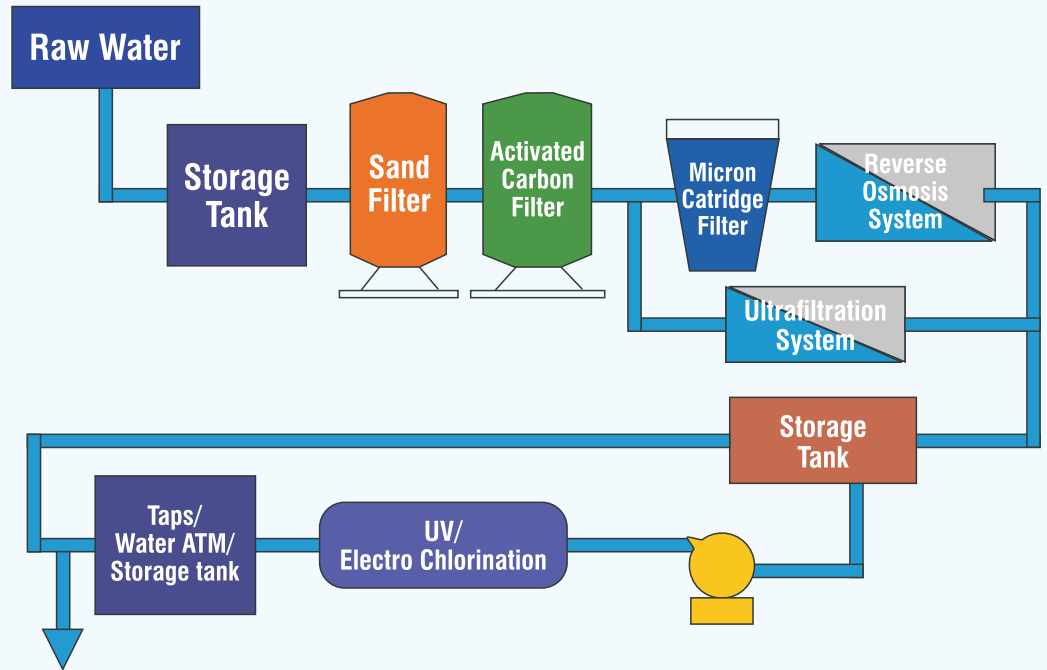 Raw Water
Storage
Tank
Sand
Filter
Activated
Carbon
Filter
Micron
Catridge
Filter
Reverse
Osmosis
System
Ultrafiltration
System
Storage
Tank
Taps/
Water ATM/
Storage tank
UV/
Electro Chlorination